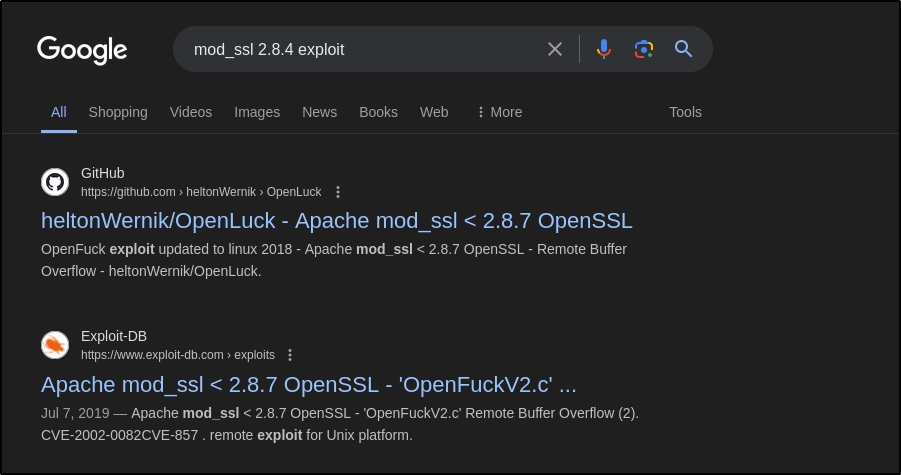 Google
mod_ssl 2.8.4 exploit
All Shopping Videos Images News Books Web More Tools
GitHub
https://github.com › heltonWernik › OpenLuck
heltonWernik/OpenLuck - Apache mod_ssl < 2.8.7 OpenSSL
OpenFuck exploit updated to linux 2018 - Apache mod_ssl < 2.8.7 OpenSSL - Remote Buffer
Overflow - heltonWernik/OpenLuck.
Exploit-DB
https://www.exploit-db.com › exploits
Apache mod_ssl < 2.8.7 OpenSSL - 'OpenFuckV2.c' ...
Jul 7, 2019 — Apache mod_ssl < 2.8.7 OpenSSL - 'OpenFuckV2.c' Remote Buffer Overflow (2).
CVE-2002-0082CVE-857 . remote exploit for Unix platform.